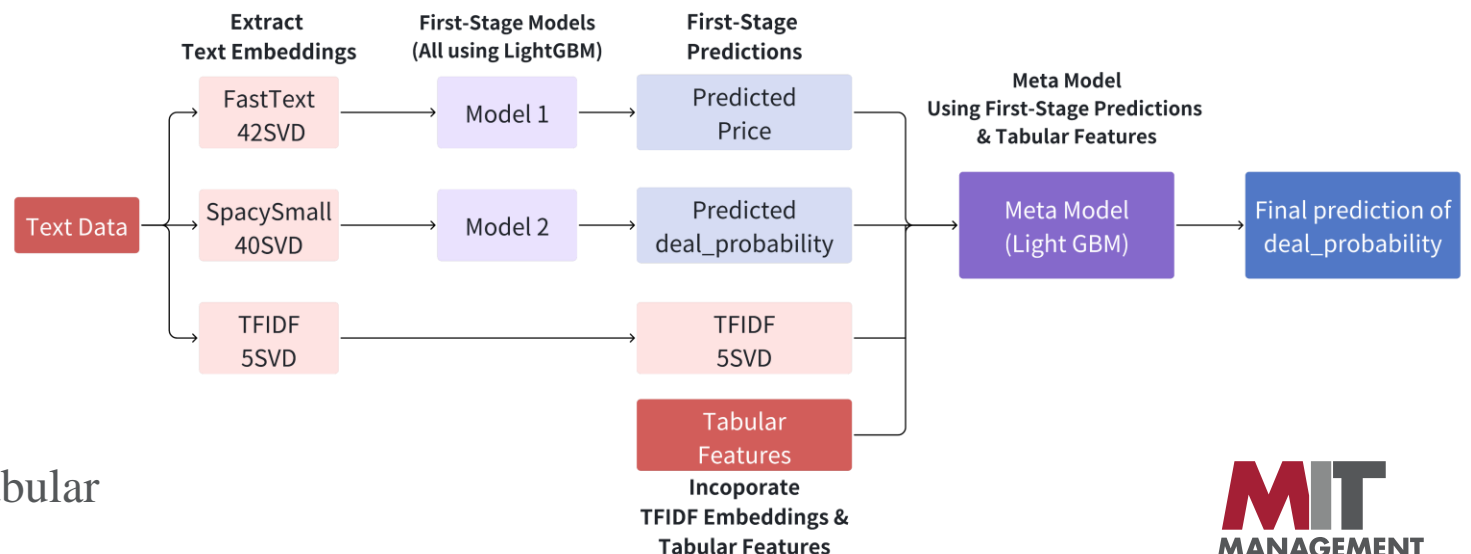 Extract
Text Embeddings
First-Stage Models
(All using LightGBM)
First-Stage
Predictions
Meta Model
Using First-Stage Predictions
& Tabular Features
Text Data
FastText
42SVD
Model 1
Predicted
Price
SpacySmall
40SVD
Model 2
Predicted
deal_probability
Meta Model
(Light GBM)
Final prediction of
deal_probability
TFIDF
5SVD
TFIDF
5SVD
Tabular
Features
Incoporate
TFIDF Embeddings &
Tabular Features
abular
MIT
MANAGEMENT